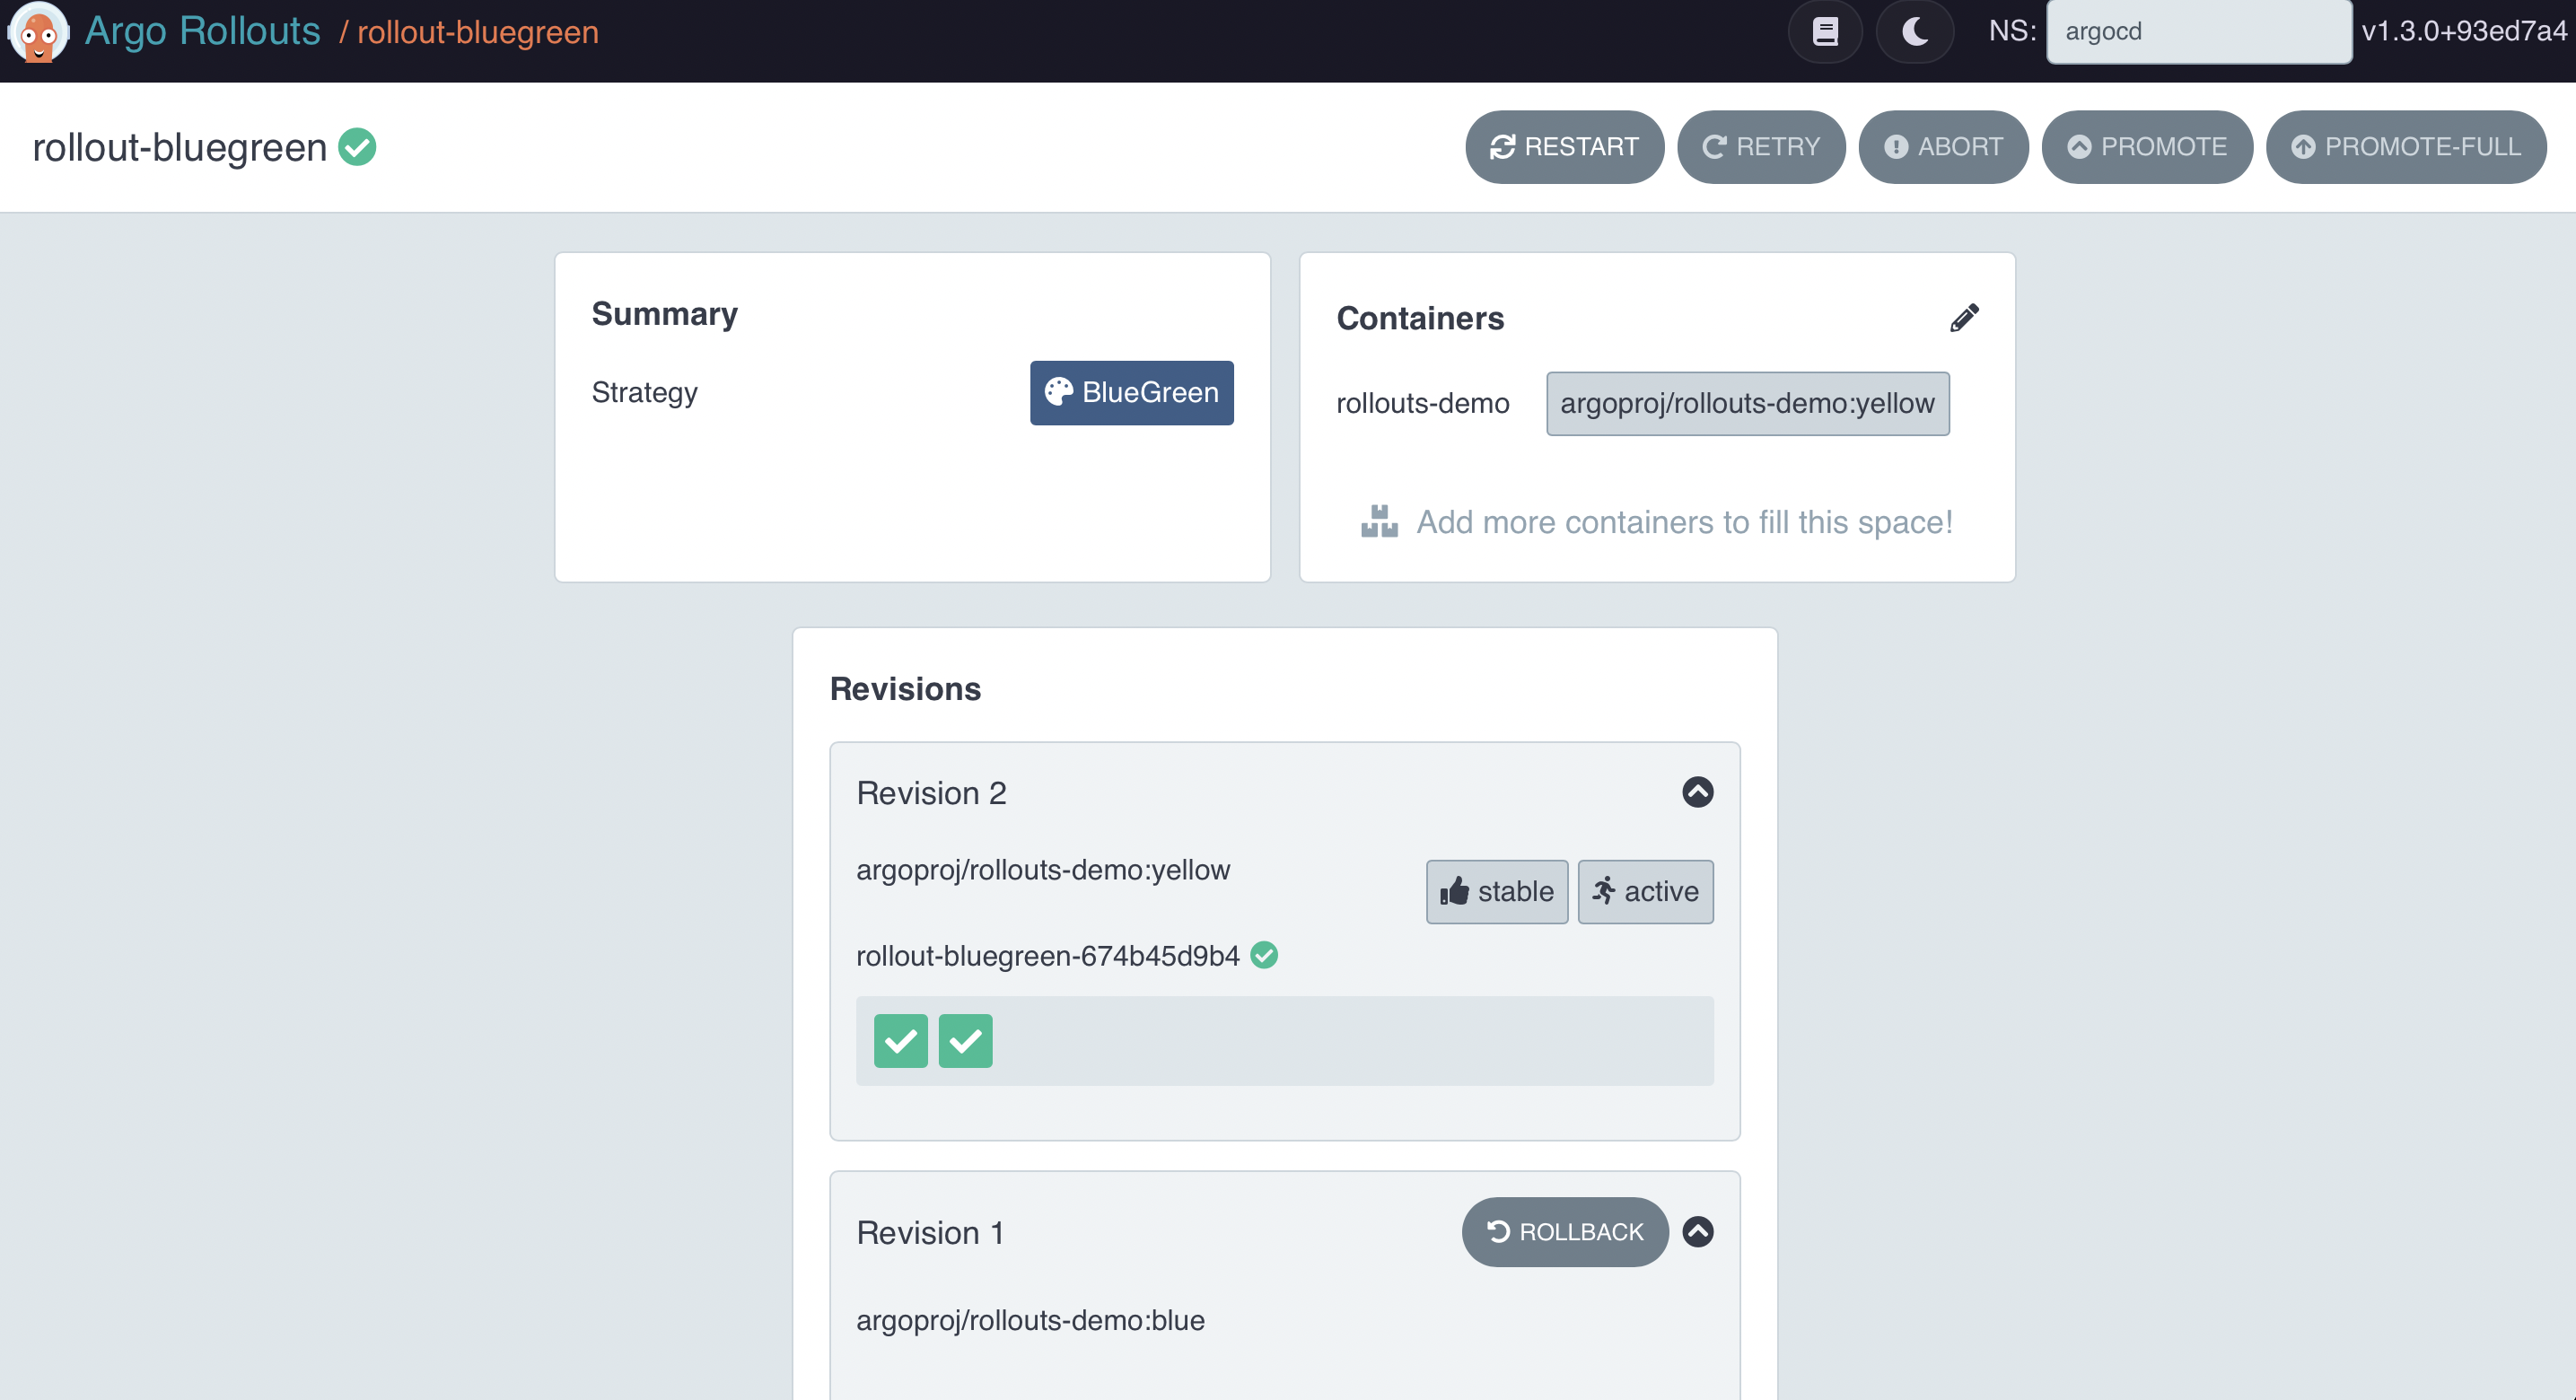 Argo Rollouts / rollout-bluegreen NS: argocd v1.3.0+93ed7a4
rollout-bluegreen RESTART RETRY ABORT PROMOTE PROMOTE-FULL
Summary
Strategy BlueGreen
Containers
rollouts-demo argoproj/rollouts-demo:yellow
Add more containers to fill this space!
Revisions
Revision 2
argoproj/rollouts-demo:yellow stable active
rollout-bluegreen-674b45d9b4
Revision 1 ROLLBACK
argoproj/rollouts-demo:blue